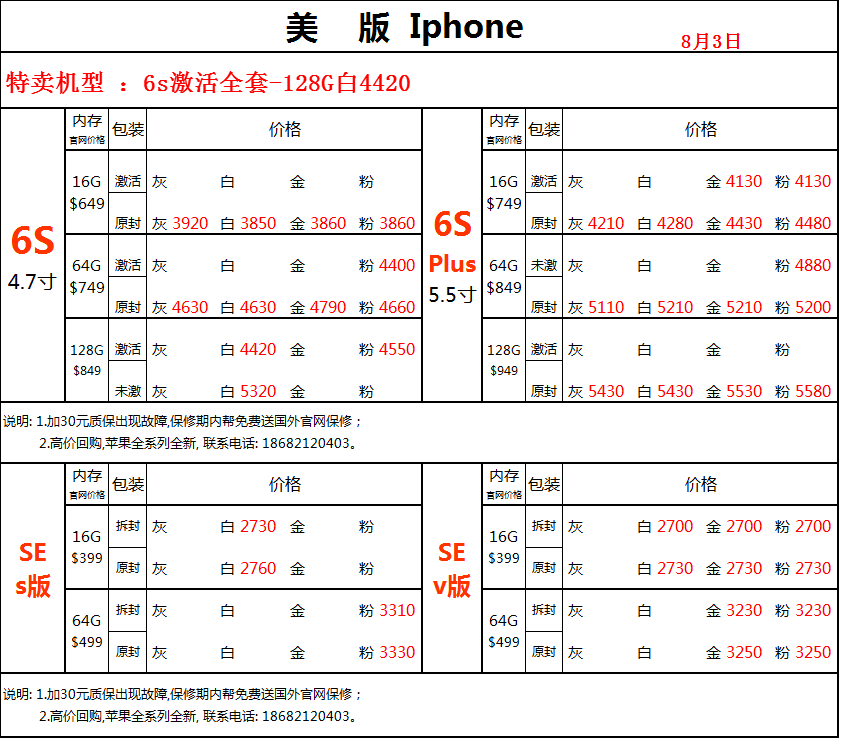 美 版 Iphone
8月3日
特卖机型 ：6s激活全套-128G白4420
内存 官网价格 包装 价格 内存 官网价格 包装 价格
6S 4.7寸
16G $649
激活 灰 白 金 粉
原封 灰 3920 白 3850 金 3860 粉 3860
64G $749
激活 灰 白 金 粉 4400
原封 灰 4630 白 4630 金 4790 粉 4660
128G $849
激活 灰 白 4420 金 粉 4550
未激 灰 白 5320 金 粉
6S Plus 5.5寸
16G $749
激活 灰 白 金 4130 粉 4130
原封 灰 4210 白 4280 金 4430 粉 4480
64G $849
未激 灰 白 金 粉 4880
原封 灰 5110 白 5210 金 5210 粉 5200
128G $949
激活 灰 白 金 粉
原封 灰 5430 白 5430 金 5530 粉 5580
说明: 1.加30元质保出现故障,保修期内帮免费送国外官网保修；
2.高价回购,苹果全系列全新, 联系电话: 18682120403。
内存 官网价格 包装 价格 内存 官网价格 包装 价格
SE s版
16G $399
拆封 灰 白 2730 金 粉
原封 灰 白 2760 金 粉
64G $499
拆封 灰 白 金 粉 3310
原封 灰 白 金 粉 3330
SE v版
16G $399
拆封 灰 白 2700 金 2700 粉 2700
原封 灰 白 2730 金 2730 粉 2730
64G $499
拆封 灰 白 金 3230 粉 3230
原封 灰 白 金 3250 粉 3250
说明: 1.加30元质保出现故障,保修期内帮免费送国外官网保修；
2.高价回购,苹果全系列全新, 联系电话: 18682120403。